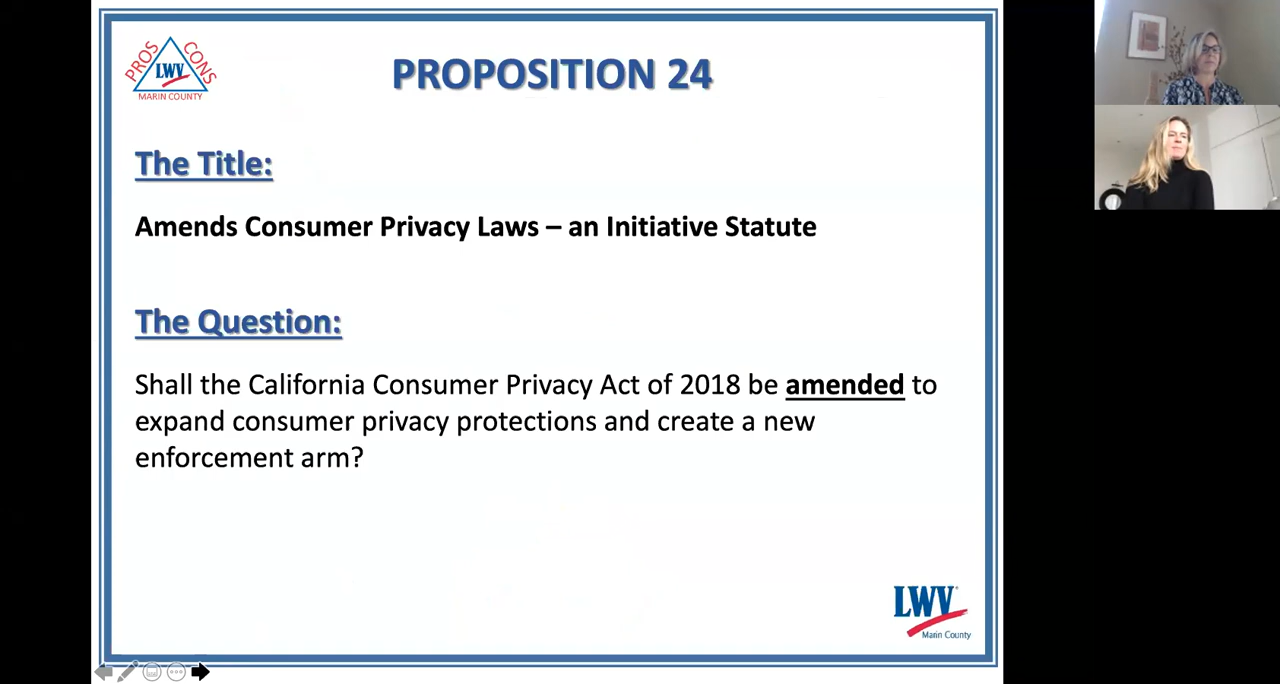 PROS CONS
LWV
MARIN COUNTY
PROPOSITION 24
The Title:
Amends Consumer Privacy Laws – an Initiative Statute
The Question:
Shall the California Consumer Privacy Act of 2018 be amended to
expand consumer privacy protections and create a new
enforcement arm?
LWV
Marin County